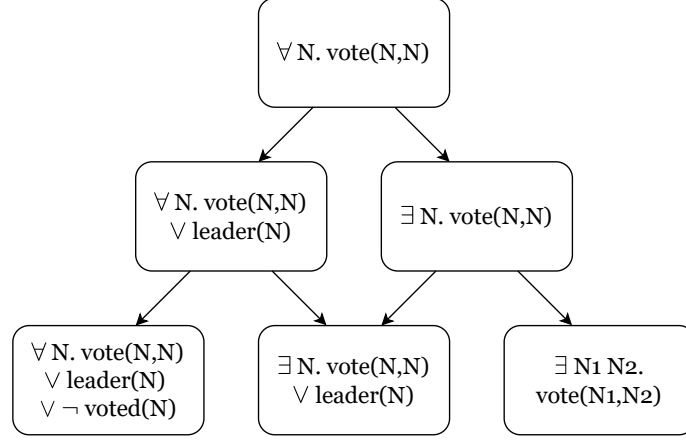 ∀ N. vote(N,N)
∀ N. vote(N,N)
∨ leader(N)
∃ N. vote(N,N)
∀ N. vote(N,N)
∨ leader(N)
∨ ¬ voted(N)
∃ N. vote(N,N)
∨ leader(N)
∃ N1 N2.
vote(N1,N2)